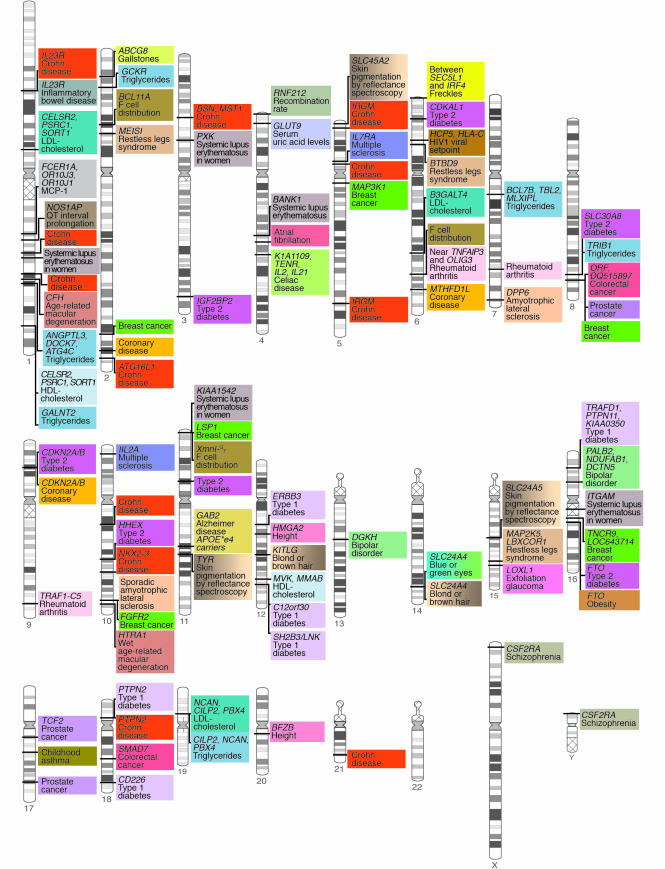 IL23R
Crohn
disease
IL23R
Inflammatory
bowel disease
CELSR2,
PSRC1,
SORT1
LDL-
cholesterol
FCER1A,
OR10J3,
OR10J1
MCP-1
NOS1AP
QT interval
prolongation
Crohn
disease
Systemic lupus
erythematosus
in women
Crohn
disease
CFH
Age-related
macular
degeneration
ANGPTL3,
DOCK7,
ATG4C
Triglycerides
CELSR2,
PSRC1, SORT1
HDL-
cholesterol
GALNT2
Triglycerides
1
ABCG8
Gallstones
GCKR
Triglycerides
BCL11A
F cell
distribution
MEISI
Restless legs
syndrome
Breast cancer
Coronary
disease
ATG16L1
Crohn
disease
2
BSN, MST1
Crohn
disease
PXK
Systemic lupus
erythematosus
in women
IGF2BP2
Type 2
diabetes
3
RNF212
Recombination
rate
GLUT9
Serum
uric acid levels
BANK1
Systemic lupus
erythematosus
Atrial
fibrillation
K1A1109,
TENR,
IL2, IL21
Celiac
disease
4
SLC45A2
Skin
pigmentation
by reflectance
spectroscopy
IRGM
Crohn
disease
IL7RA
Multiple
sclerosis
Crohn
disease
MAP3K1
Breast
cancer
IRGM
Crohn
disease
5
Between
SEC5L1
and IRF4
Freckles
CDKAL1
Type 2
diabetes
HCP5, HLA-C
HIV1 viral
setpoint
BTBD9
Restless legs
syndrome
B3GALT4
LDL-
cholesterol
F cell
distribution
Near TNFAIP3
and OLIG3
Rheumatoid
arthritis
MTHFD1L
Coronary
disease
6
BCL7B, TBL2,
MLXIPL
Triglycerides
Rheumatoid
arthritis
DPP6
Amyotrophic
lateral
sclerosis
7
SLC30A8
Type 2
diabetes
TRIB1
Triglycerides
ORF,
DQ515897
Colorectal
cancer
Prostate
cancer
Breast
cancer
8
CDKN2A/B
Type 2
diabetes
CDKN2A/B
Coronary
disease
TRAF1-C5
Rheumatoid
arthritis
9
IIL2A
Multiple
sclerosis
Crohn
disease
HHEX
Type 2
diabetes
NKX2-3
Crohn
disease
Sporadic
amyotrophic
lateral
sclerosis
FGFR2
Breast cancer
HTRA1
Wet
age-related
macular
degeneration
10
KIAA1542
Systemic lupus
erythematosus
in women
LSP1
Breast cancer
XmnI-Gγ
F cell
distribution
Type 2
diabetes
GAB2
Alzheimer
disease
APOE*e4
carriers
TYR
Skin
pigmentation
by reflectance
spectroscopy
11
ERBB3
Type 1
diabetes
HMGA2
Height
KITLG
Blond or
brown hair
MVK, MMAB
HDL-
cholesterol
C12orf30
Type 1
diabetes
SH2B3/LNK
Type 1
diabetes
12
DGKH
Bipolar
disorder
13
SLC24A4
Blue or
green eyes
SLC24A4
Blond or
brown hair
14
SLC24A5
Skin
pigmentation
by reflectance
spectroscopy
MAP2K5,
LBXCOR1
Restless legs
syndrome
LOXL1
Exfoliation
glaucoma
15
TRAFD1,
PTPN11,
KIAA0350
Type 1
diabetes
PALB2,
NDUFAB1,
DCTN5
Bipolar
disorder
ITGAM
Systemic lupus
erythematosus
in women
TNCR9,
LOC643714
Breast
cancer
FTO
Type 2
diabetes
FTO
Obesity
16
TCF2
Prostate
cancer
Childhood
asthma
Prostate
cancer
17
PTPN2
Type 1
diabetes
PTPN2
Crohn
disease
SMAD7
Colorectal
cancer
CD226
Type 1
diabetes
18
NCAN,
CILP2, PBX4
LDL-
cholesterol
CILP2, NCAN,
PBX4
Triglycerides
19
BFZB
Height
20
Crohn
disease
21
22
CSF2RA
Schizophrenia
X
CSF2RA
Schizophrenia
Y